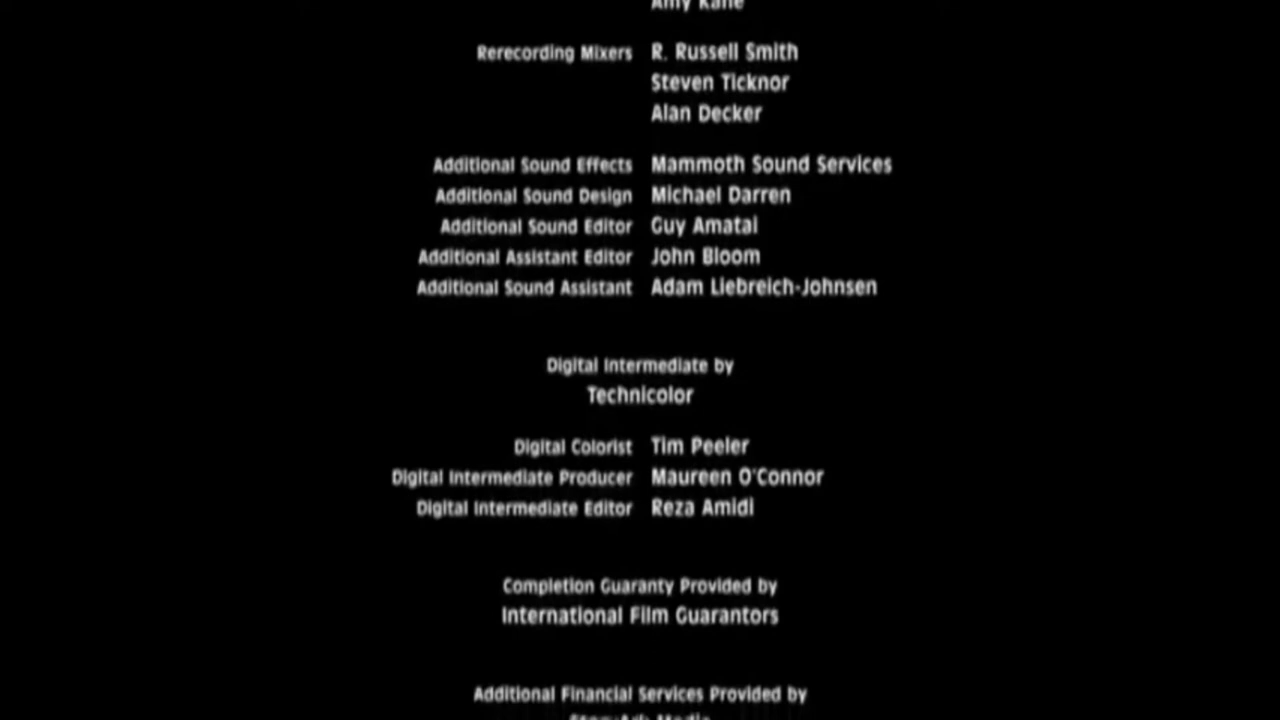 Amy Kane
Rerecording Mixers R. Russell Smith
Steven Ticknor
Alan Decker
Additional Sound Effects Mammoth Sound Services
Additional Sound Design Michael Darren
Additional Sound Editor Guy Amatai
Additional Assistant Editor John Bloom
Additional Sound Assistant Adam Liebreich-Johnsen
Digital Intermediate by
Technicolor
Digital Colorist Tim Peeler
Digital Intermediate Producer Maureen O'Connor
Digital Intermediate Editor Reza Amidi
Completion Guaranty Provided by
International Film Guarantors
Additional Financial Services Provided by
Media